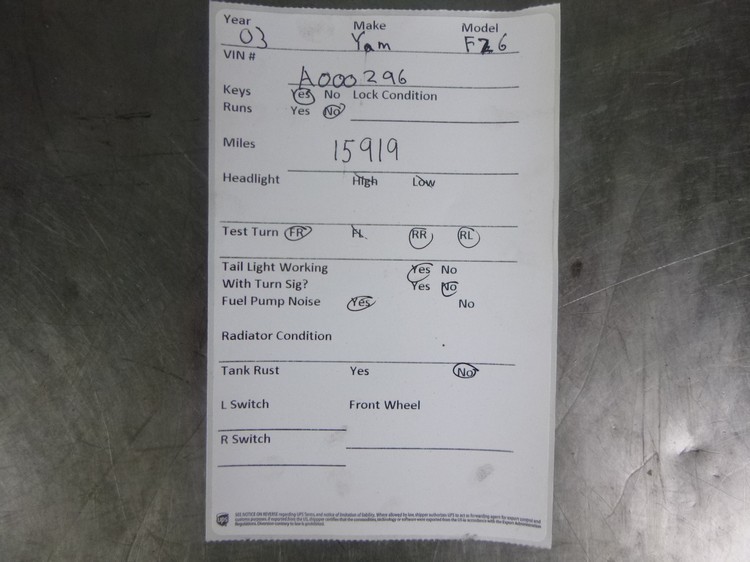 Year Make Model
03 Yam FZ6
VIN #
A000296
Keys Yes No Lock Condition
Runs Yes No
Miles 15919
Headlight High Low
Test Turn FR FL RR RL
Tail Light Working Yes No
With Turn Sig? Yes No
Fuel Pump Noise Yes No
Radiator Condition
Tank Rust Yes No
L Switch Front Wheel
R Switch
ups